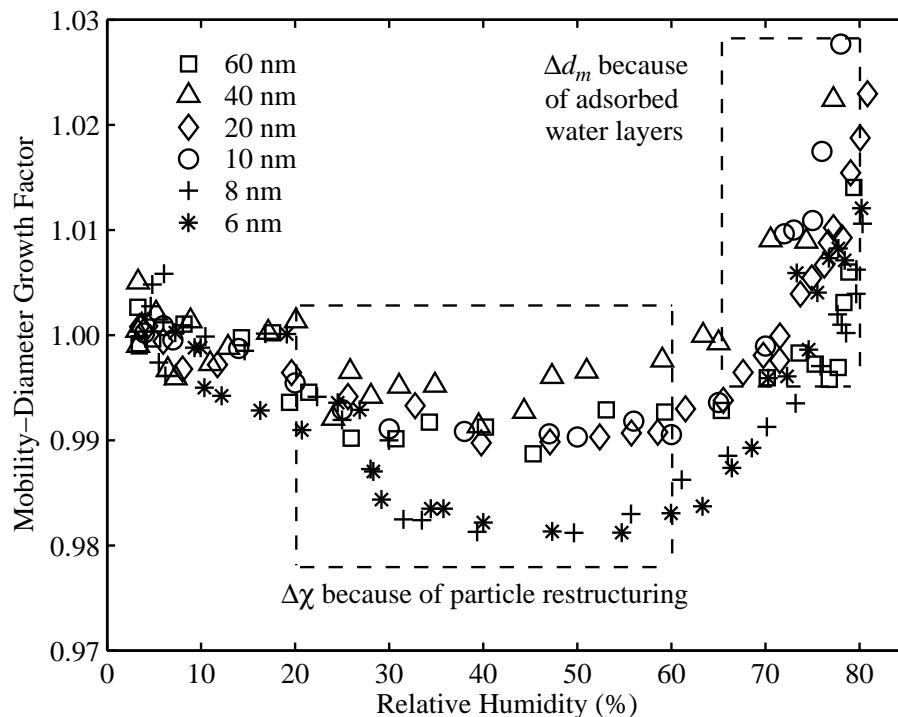 1.03
1.02
1.01
1.00
0.99
0.98
0.97
Mobility−Diameter Growth Factor
60 nm
40 nm
20 nm
10 nm
8 nm
6 nm
Δd_m because
of adsorbed
water layers
Δχ because of particle restructuring
0 10 20 30 40 50 60 70 80
Relative Humidity (%)